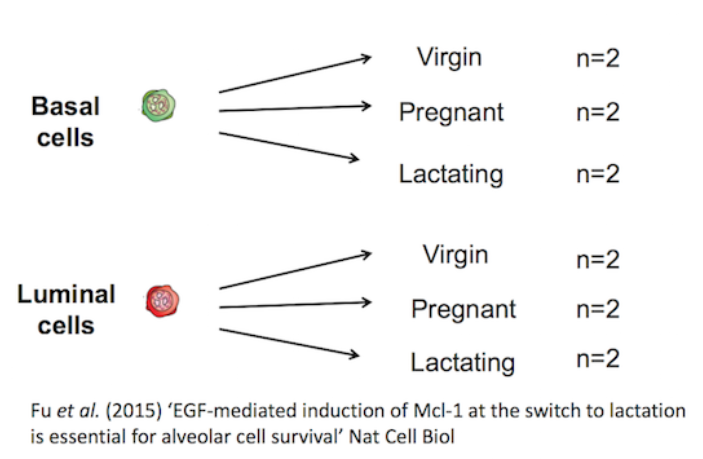 Basal
cells
Virgin n=2
Pregnant n=2
Lactating n=2
Luminal
cells
Virgin n=2
Pregnant n=2
Lactating n=2
Fu et al. (2015) ‘EGF-mediated induction of Mcl-1 at the switch to lactation
is essential for alveolar cell survival’ Nat Cell Biol